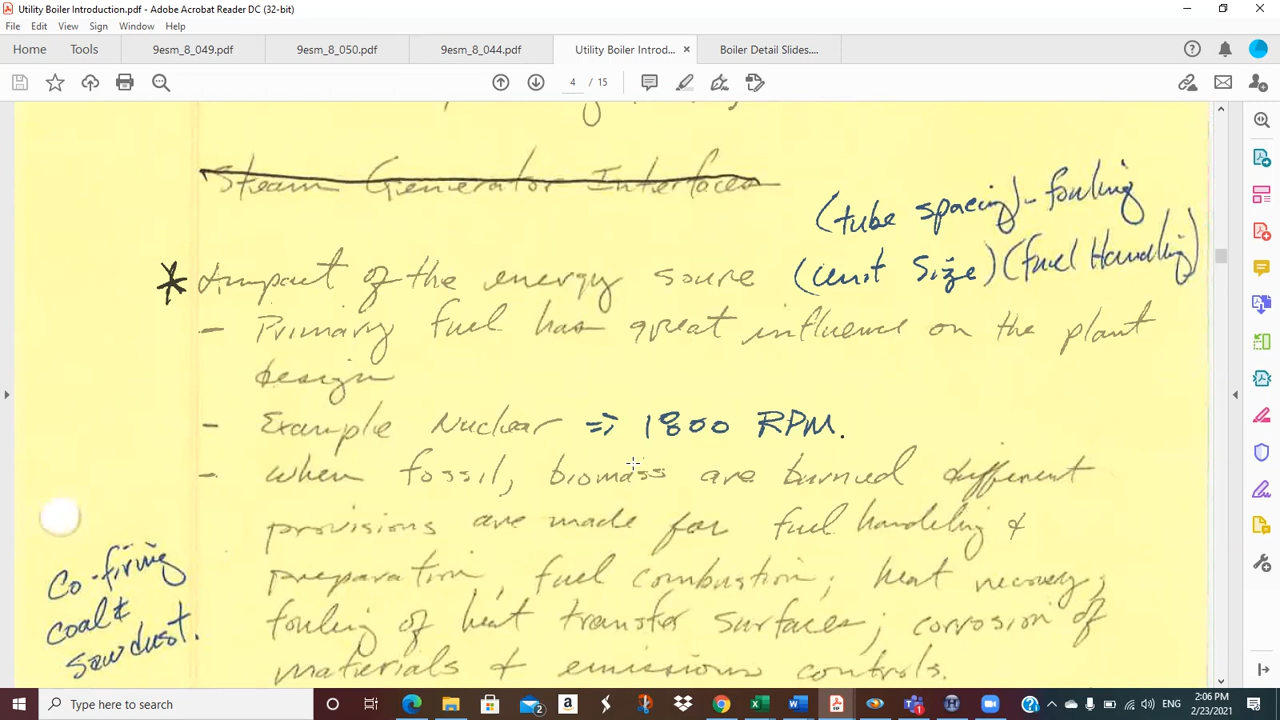 Utility Boiler Introduction.pdf - Adobe Acrobat Reader DC (32-bit)
File Edit View Sign Window Help
Home Tools 9esm_8_049.pdf 9esm_8_050.pdf 9esm_8_044.pdf Utility Boiler Introd... × Boiler Detail Slides....
4 / 15
Steam Generator Interfaces
(tube spacing) - fouling
* Impact of the energy source (unit Size) (Fuel Handling)
- Primary fuel has great influence on the plant
design
- Example Nuclear => 1800 RPM.
- when fossil, biomass are burned different
provisions are made for fuel handeling &
preparation, fuel combustion; heat recovery;
fouling of heat transfer surfaces; corrosion of
materials & emissions controls.
Co-firing
coal &
sawdust.
Type here to search
2
ENG
2:06 PM
2/23/2021